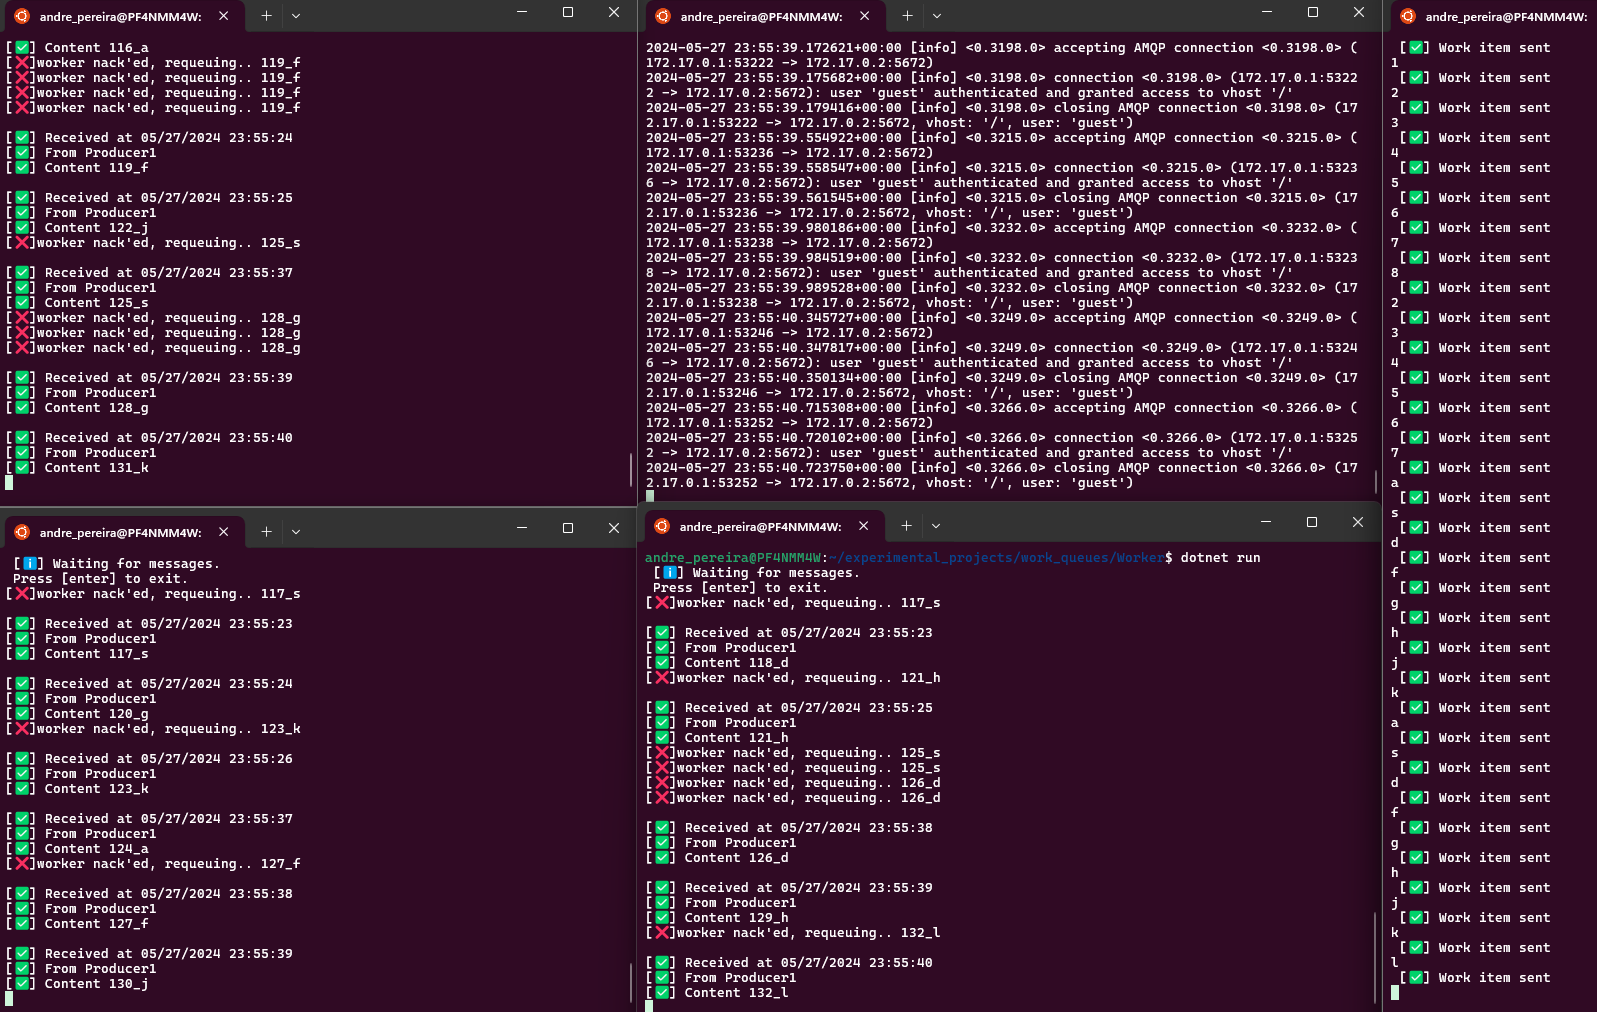 andre_pereira@PF4NMM4W:
[✅] Content 116_a
[❌]worker nack'ed, requeuing.. 119_f
[❌]worker nack'ed, requeuing.. 119_f
[❌]worker nack'ed, requeuing.. 119_f
[❌]worker nack'ed, requeuing.. 119_f
[✅] Received at 05/27/2024 23:55:24
[✅] From Producer1
[✅] Content 119_f
[✅] Received at 05/27/2024 23:55:25
[✅] From Producer1
[✅] Content 122_j
[❌]worker nack'ed, requeuing.. 125_s
[✅] Received at 05/27/2024 23:55:37
[✅] From Producer1
[✅] Content 125_s
[❌]worker nack'ed, requeuing.. 128_g
[❌]worker nack'ed, requeuing.. 128_g
[❌]worker nack'ed, requeuing.. 128_g
[✅] Received at 05/27/2024 23:55:39
[✅] From Producer1
[✅] Content 128_g
[✅] Received at 05/27/2024 23:55:40
[✅] From Producer1
[✅] Content 131_k
andre_pereira@PF4NMM4W:
2024-05-27 23:55:39.172621+00:00 [info] <0.3198.0> accepting AMQP connection <0.3198.0> (
172.17.0.1:53222 -> 172.17.0.2:5672)
2024-05-27 23:55:39.175682+00:00 [info] <0.3198.0> connection <0.3198.0> (172.17.0.1:5322
2 -> 172.17.0.2:5672): user 'guest' authenticated and granted access to vhost '/'
2024-05-27 23:55:39.179416+00:00 [info] <0.3198.0> closing AMQP connection <0.3198.0> (17
2.17.0.1:53222 -> 172.17.0.2:5672, vhost: '/', user: 'guest')
2024-05-27 23:55:39.554922+00:00 [info] <0.3215.0> accepting AMQP connection <0.3215.0> (
172.17.0.1:53236 -> 172.17.0.2:5672)
2024-05-27 23:55:39.558547+00:00 [info] <0.3215.0> connection <0.3215.0> (172.17.0.1:5323
6 -> 172.17.0.2:5672): user 'guest' authenticated and granted access to vhost '/'
2024-05-27 23:55:39.561545+00:00 [info] <0.3215.0> closing AMQP connection <0.3215.0> (17
2.17.0.1:53236 -> 172.17.0.2:5672, vhost: '/', user: 'guest')
2024-05-27 23:55:39.980186+00:00 [info] <0.3232.0> accepting AMQP connection <0.3232.0> (
172.17.0.1:53238 -> 172.17.0.2:5672)
2024-05-27 23:55:39.984519+00:00 [info] <0.3232.0> connection <0.3232.0> (172.17.0.1:5323
8 -> 172.17.0.2:5672): user 'guest' authenticated and granted access to vhost '/'
2024-05-27 23:55:39.989528+00:00 [info] <0.3232.0> closing AMQP connection <0.3232.0> (17
2.17.0.1:53238 -> 172.17.0.2:5672, vhost: '/', user: 'guest')
2024-05-27 23:55:40.345727+00:00 [info] <0.3249.0> accepting AMQP connection <0.3249.0> (
172.17.0.1:53246 -> 172.17.0.2:5672)
2024-05-27 23:55:40.347817+00:00 [info] <0.3249.0> connection <0.3249.0> (172.17.0.1:5324
6 -> 172.17.0.2:5672): user 'guest' authenticated and granted access to vhost '/'
2024-05-27 23:55:40.350134+00:00 [info] <0.3249.0> closing AMQP connection <0.3249.0> (17
2.17.0.1:53246 -> 172.17.0.2:5672, vhost: '/', user: 'guest')
2024-05-27 23:55:40.715308+00:00 [info] <0.3266.0> accepting AMQP connection <0.3266.0> (
172.17.0.1:53252 -> 172.17.0.2:5672)
2024-05-27 23:55:40.720102+00:00 [info] <0.3266.0> connection <0.3266.0> (172.17.0.1:5325
2 -> 172.17.0.2:5672): user 'guest' authenticated and granted access to vhost '/'
2024-05-27 23:55:40.723750+00:00 [info] <0.3266.0> closing AMQP connection <0.3266.0> (17
2.17.0.1:53252 -> 172.17.0.2:5672, vhost: '/', user: 'guest')
andre_pereira@PF4NMM4W:
[ℹ️] Waiting for messages.
Press [enter] to exit.
[❌]worker nack'ed, requeuing.. 117_s
[✅] Received at 05/27/2024 23:55:23
[✅] From Producer1
[✅] Content 117_s
[✅] Received at 05/27/2024 23:55:24
[✅] From Producer1
[✅] Content 120_g
[❌]worker nack'ed, requeuing.. 123_k
[✅] Received at 05/27/2024 23:55:26
[✅] From Producer1
[✅] Content 123_k
[✅] Received at 05/27/2024 23:55:37
[✅] From Producer1
[✅] Content 124_a
[❌]worker nack'ed, requeuing.. 127_f
[✅] Received at 05/27/2024 23:55:38
[✅] From Producer1
[✅] Content 127_f
[✅] Received at 05/27/2024 23:55:39
[✅] From Producer1
[✅] Content 130_j
andre_pereira@PF4NMM4W:
andre_pereira@PF4NMM4W:~/experimental_projects/work_queues/Worker$ dotnet run
[ℹ️] Waiting for messages.
Press [enter] to exit.
[❌]worker nack'ed, requeuing.. 117_s
[✅] Received at 05/27/2024 23:55:23
[✅] From Producer1
[✅] Content 118_d
[❌]worker nack'ed, requeuing.. 121_h
[✅] Received at 05/27/2024 23:55:25
[✅] From Producer1
[✅] Content 121_h
[❌]worker nack'ed, requeuing.. 125_s
[❌]worker nack'ed, requeuing.. 125_s
[❌]worker nack'ed, requeuing.. 126_d
[❌]worker nack'ed, requeuing.. 126_d
[✅] Received at 05/27/2024 23:55:38
[✅] From Producer1
[✅] Content 126_d
[✅] Received at 05/27/2024 23:55:39
[✅] From Producer1
[✅] Content 129_h
[❌]worker nack'ed, requeuing.. 132_l
[✅] Received at 05/27/2024 23:55:40
[✅] From Producer1
[✅] Content 132_l
andre_pereira@PF4NMM4W:
[✅] Work item sent
1
[✅] Work item sent
2
[✅] Work item sent
3
[✅] Work item sent
4
[✅] Work item sent
5
[✅] Work item sent
6
[✅] Work item sent
7
[✅] Work item sent
8
[✅] Work item sent
2
[✅] Work item sent
3
[✅] Work item sent
4
[✅] Work item sent
5
[✅] Work item sent
6
[✅] Work item sent
7
[✅] Work item sent
a
[✅] Work item sent
s
[✅] Work item sent
d
[✅] Work item sent
f
[✅] Work item sent
g
[✅] Work item sent
h
[✅] Work item sent
j
[✅] Work item sent
k
[✅] Work item sent
a
[✅] Work item sent
s
[✅] Work item sent
d
[✅] Work item sent
f
[✅] Work item sent
g
[✅] Work item sent
h
[✅] Work item sent
j
[✅] Work item sent
k
[✅] Work item sent
l
[✅] Work item sent